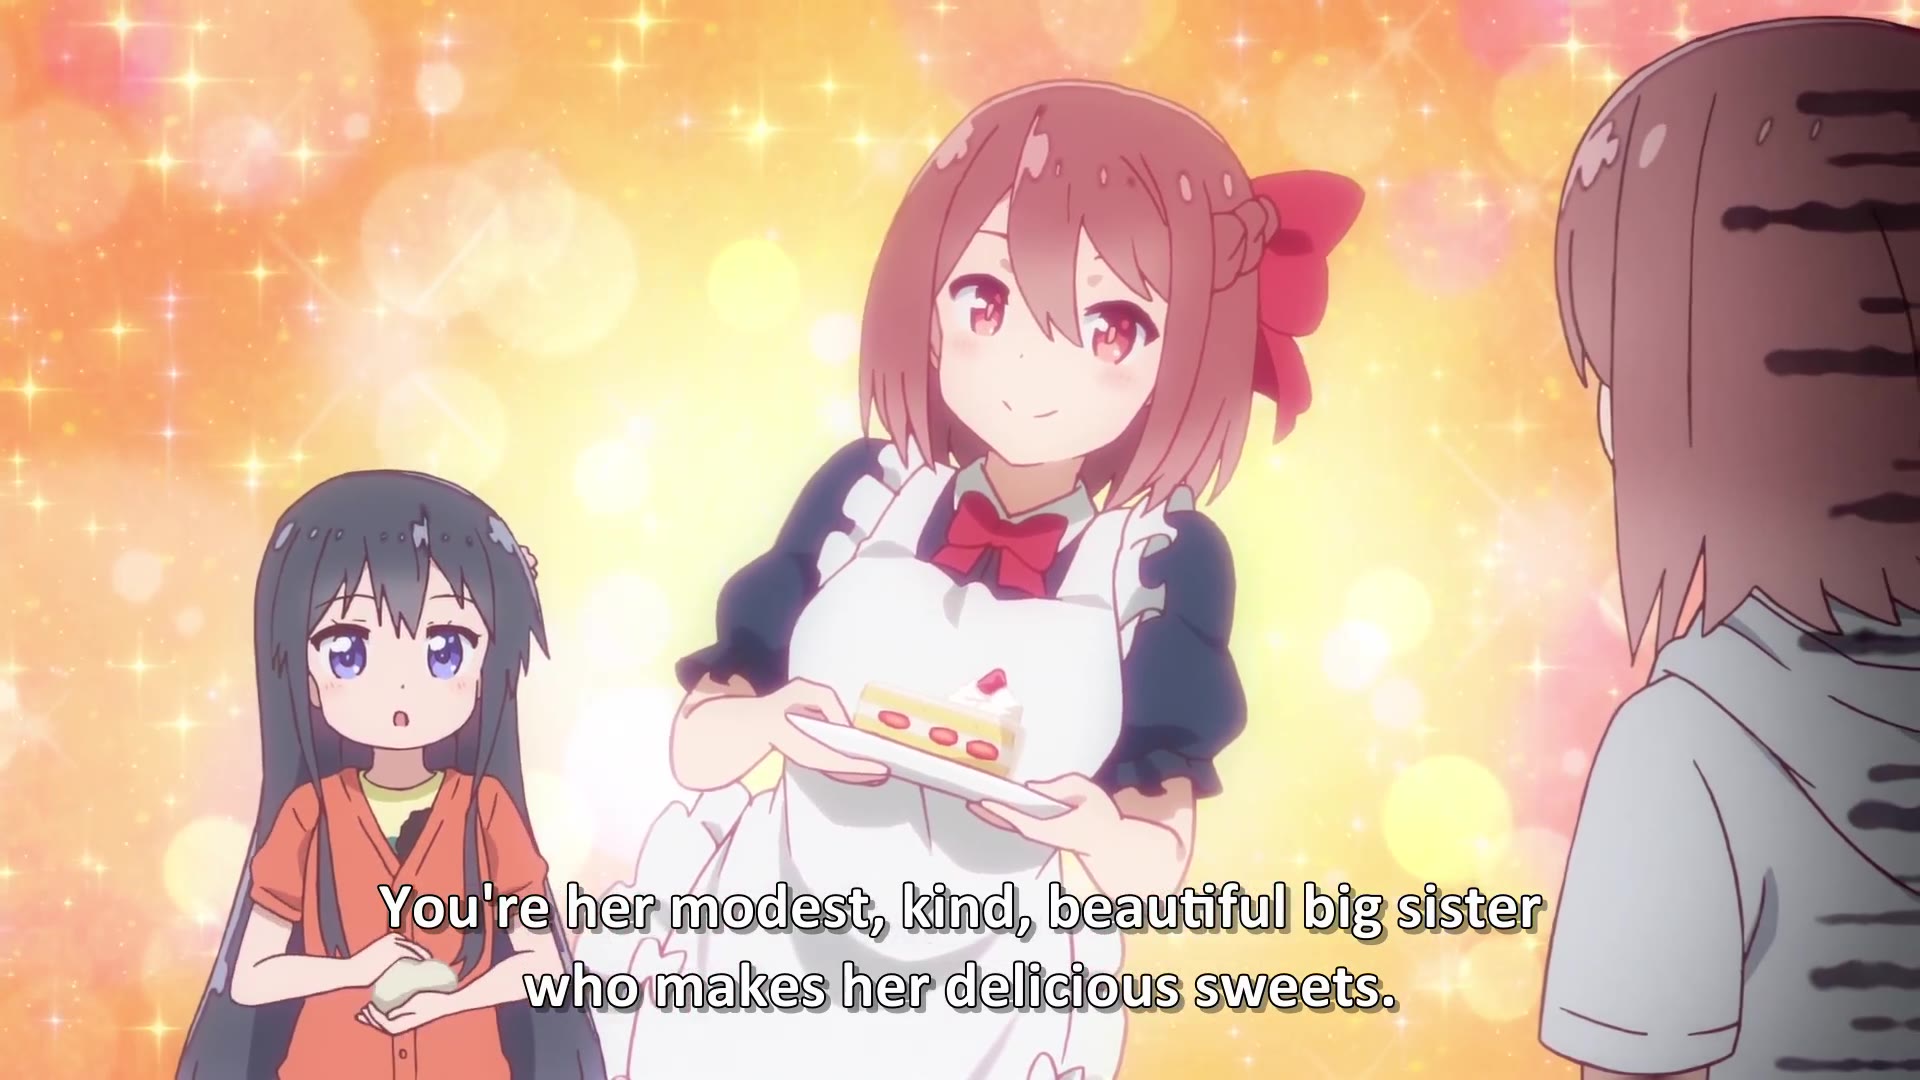 You're her modest, kind, beautiful big sister
who makes her delicious sweets.